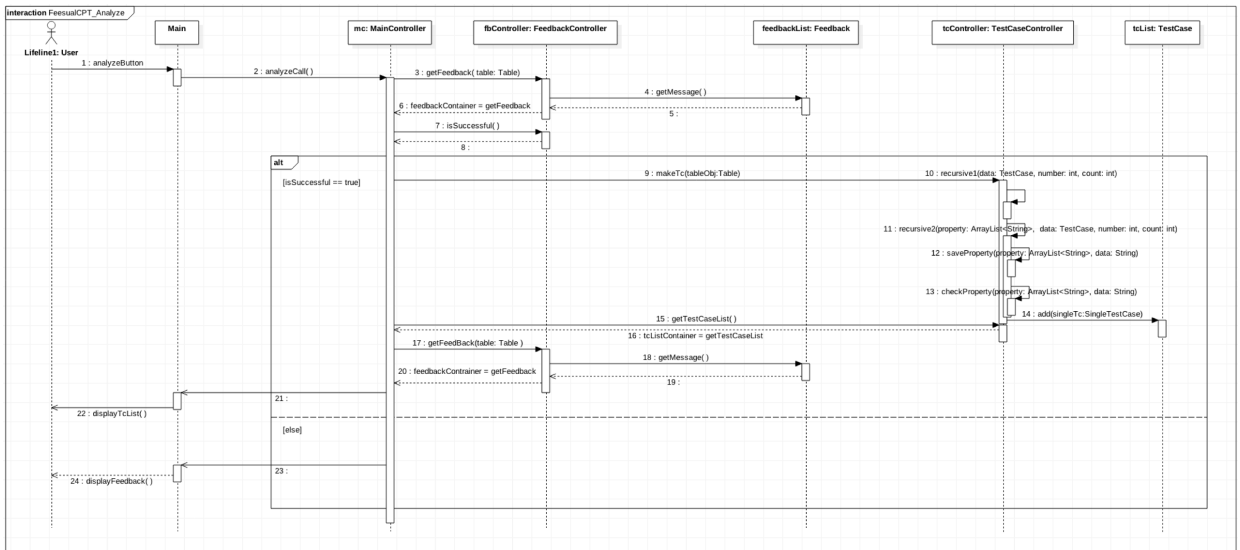 interaction FeesualCPT_Analyze
Lifeline1: User
Main
mc: MainController
fbController: FeedbackController
feedbackList: Feedback
tcController: TestCaseController
tcList: TestCase
1 : analyzeButton
2 : analyzeCall( )
3 : getFeedback( table: Table)
4 : getMessage( )
5 :
6 : feedbackContainer = getFeedback
7 : isSuccessful( )
8 :
alt
[isSuccessful == true]
9 : makeTc(tableObj:Table)
10 : recursive1(data: TestCase, number: int, count: int)
11 : recursive2(property: ArrayList<String>,  data: TestCase, number: int, count: int)
12 : saveProperty(property: ArrayList<String>, data: String)
13 : checkProperty(property: ArrayList<String>, data: String)
14 : add(singleTc:SingleTestCase)
15 : getTestCaseList( )
16 : tcListContainer = getTestCaseList
17 : getFeedBack(table: Table )
18 : getMessage( )
19 :
20 : feedbackContrainer = getFeedback
21 :
22 : displayTcList( )
[else]
23 :
24 : displayFeedback( )